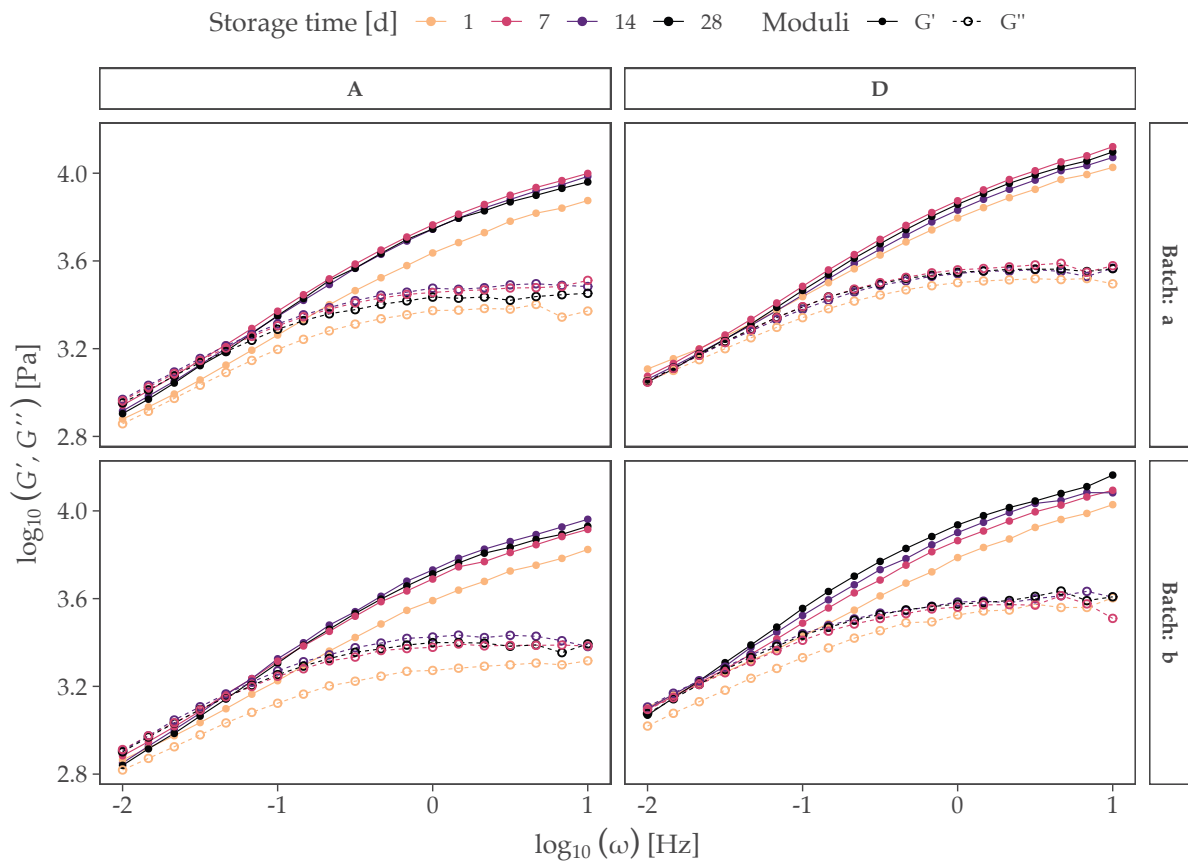 Storage time [d] 1 7 14 28 Moduli G' G''
A D
Batch: a
Batch: b
log₁₀ (G′, G′′) [Pa]
4.0
3.6
3.2
2.8
4.0
3.6
3.2
2.8
-2 -1 0 1 -2 -1 0 1
log₁₀ (ω) [Hz]